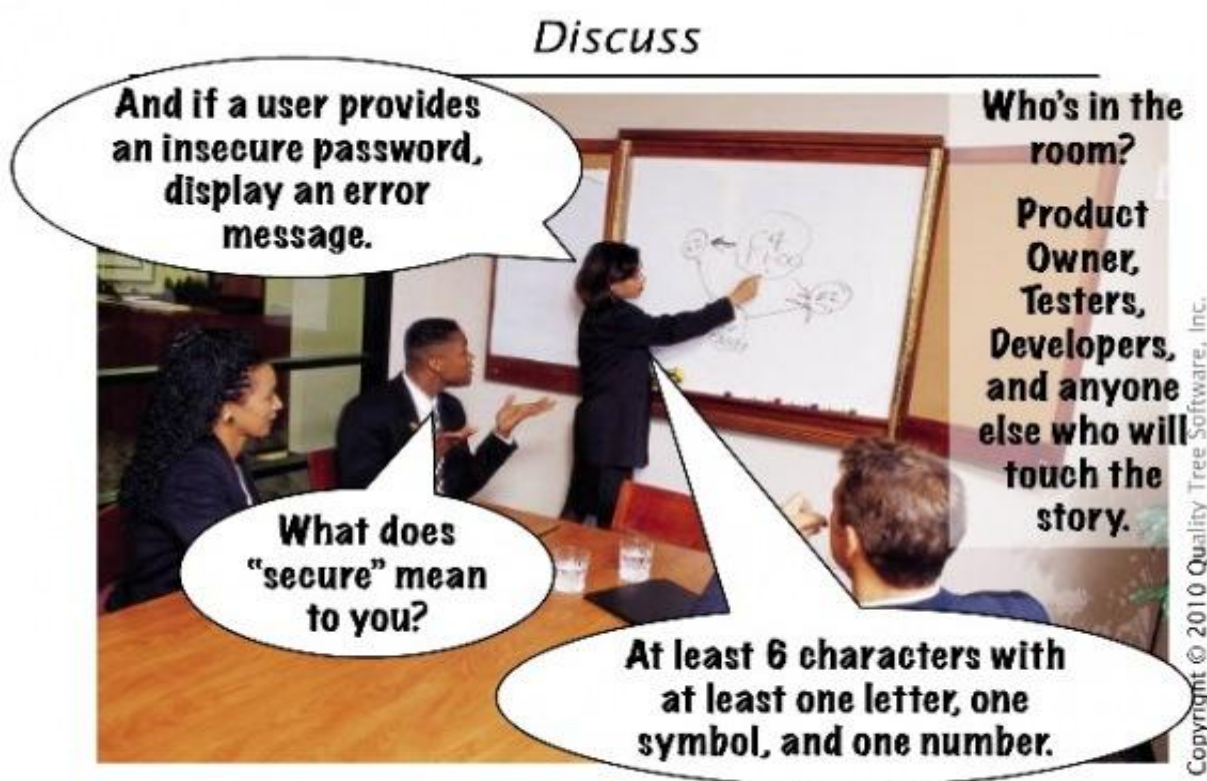 Discuss
And if a user provides
an insecure password,
display an error
message.
Who's in the
room?
Product
Owner,
Testers,
Developers,
and anyone
else who will
touch the
story.
What does
"secure" mean
to you?
At least 6 characters with
at least one letter, one
symbol, and one number.
Copyright © 2010 Quality Tree Software, Inc.